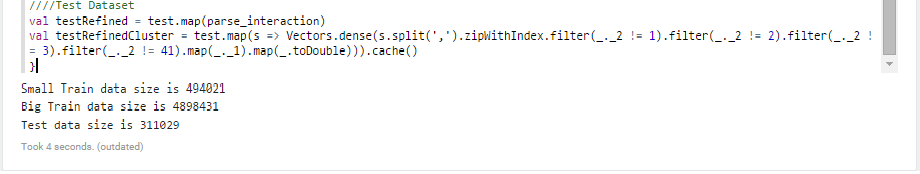 ////Test Dataset
val testRefined = test.map(parse_interaction)
val testRefinedCluster = test.map(s => Vectors.dense(s.split(',').zipWithIndex.filter(_._2 != 1).filter(_._2 != 2).filter(_._2 !
= 3).filter(_._2 != 41).map(_._1).map(_.toDouble))).cache()
}
Small Train data size is 494021
Big Train data size is 4898431
Test data size is 311029
Took 4 seconds. (outdated)